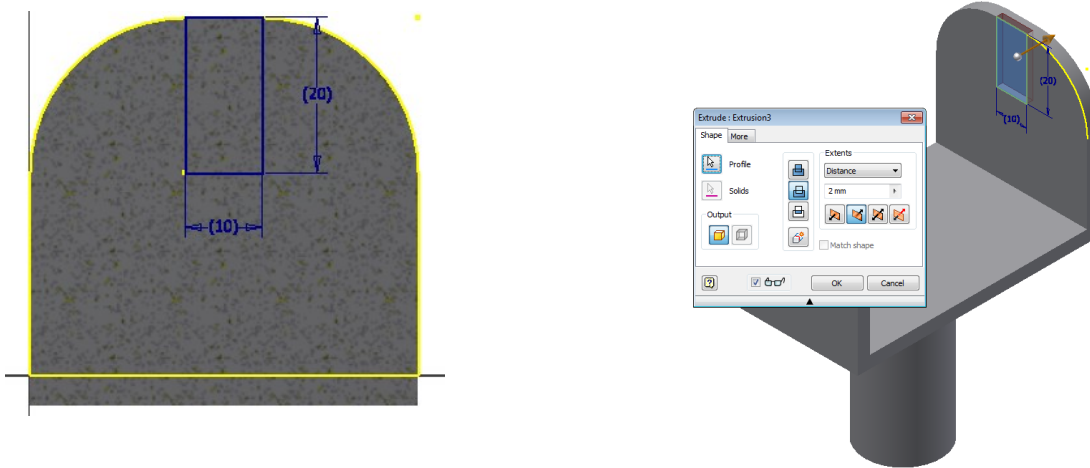 (20)
(10)
Extrude : Extrusion3
Shape More
Profile
Solids
Output
Extents
Distance
2 mm
Match shape
OK Cancel
(20)
(10)